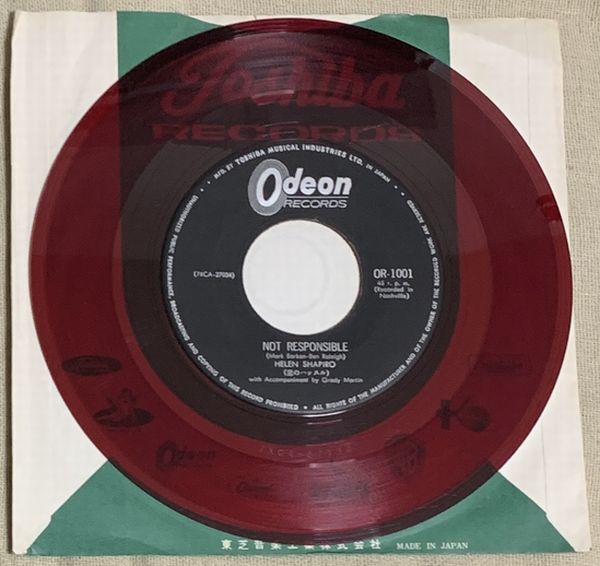 Toshiba
RECORDS
MFD. BY TOSHIBA MUSICAL INDUSTRIES LTD. IN JAPAN.
Odeon
RECORDS
OR-1001
45 r. p. m.
(Recorded in
Nashville)
NOT RESPONSIBLE
(Mark Barkan-Ben Raleigh)
HELEN SHAPIRO
with Accompaniment by Grady Martin
UNAUTHORIZED PUBLIC PERFORMANCE, BROADCASTING AND COPYING OF THIS RECORD PROHIBITED • ALL RIGHTS OF THE MANUFACTURER AND OF THE OWNER OF THE RECORDED WORK ARE RESERVED
Odeon
東芝音楽工業株式会社 MADE IN JAPAN